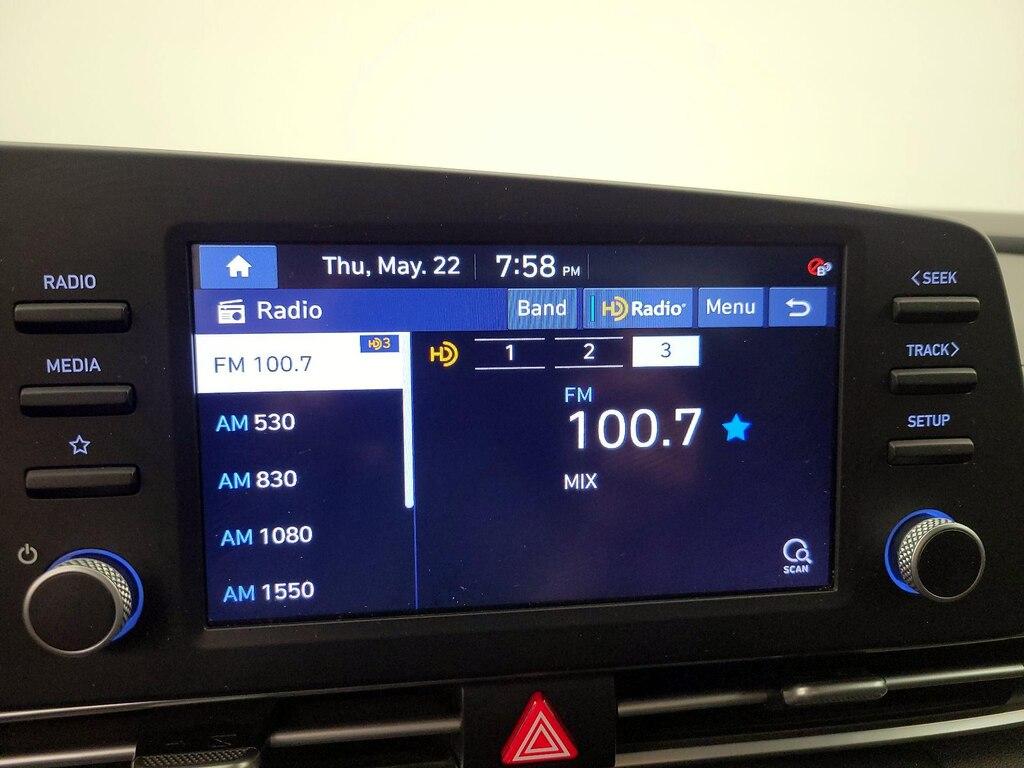 RADIO
MEDIA
Thu, May. 22 7:58 PM
Radio
Band HD Radio Menu
FM 100.7 HD3
AM 530
AM 830
AM 1080
AM 1550
HD 1 2 3
FM
100.7
MIX
SCAN
< SEEK
TRACK >
SETUP